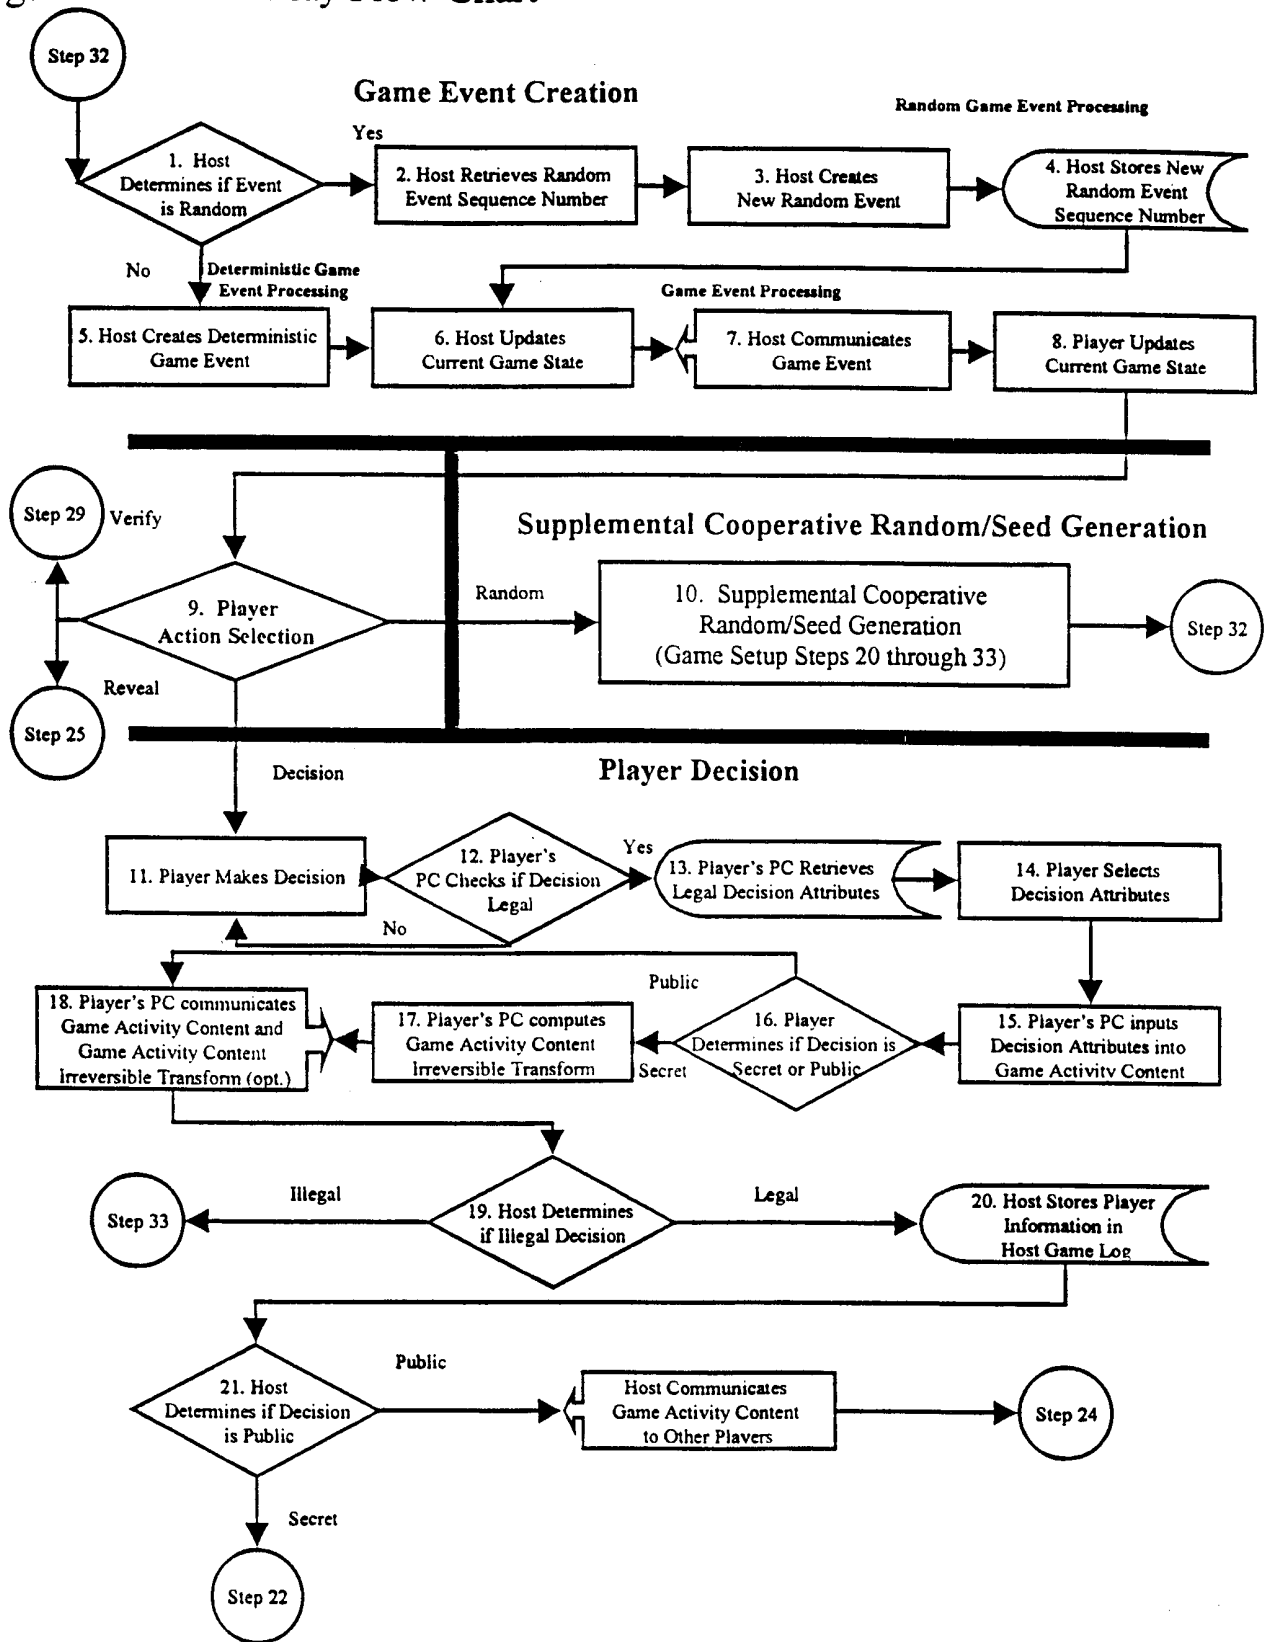 Flow Chart
Step 32
Game Event Creation
Random Game Event Processing
Yes
1. Host
Determines if Event
is Random
2. Host Retrieves Random
Event Sequence Number
3. Host Creates
New Random Event
4. Host Stores New
Random Event
Sequence Number
No
Deterministic Game
Event Processing
Game Event Processing
5. Host Creates Deterministic
Game Event
6. Host Updates
Current Game State
7. Host Communicates
Game Event
8. Player Updates
Current Game State
Step 29
Verify
Supplemental Cooperative Random/Seed Generation
9. Player
Action Selection
Random
10. Supplemental Cooperative
Random/Seed Generation
(Game Setup Steps 20 through 33)
Step 32
Reveal
Step 25
Decision
Player Decision
11. Player Makes Decision
12. Player's
PC Checks if Decision
Legal
Yes
13. Player's PC Retrieves
Legal Decision Attributes
14. Player Selects
Decision Attributes
No
Public
18. Player's PC communicates
Game Activity Content and
Game Activity Content
Irreversible Transform (opt.)
17. Player's PC computes
Game Activity Content
Irreversible Transform
Secret
16. Player
Determines if Decision is
Secret or Public
15. Player's PC inputs
Decision Attributes into
Game Activity Content
Step 33
Illegal
19. Host Determines
if Illegal Decision
Legal
20. Host Stores Player
Information in
Host Game Log
Public
21. Host
Determines if Decision
is Public
Host Communicates
Game Activity Content
to Other Players
Step 24
Secret
Step 22